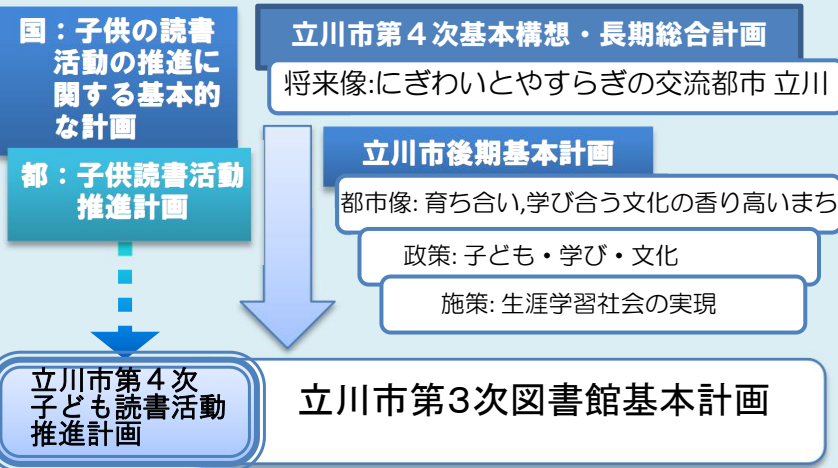 国：子供の読書
活動の推進に
関する基本的
な計画
都：子供読書活動
推進計画
立川市第４次基本構想・長期総合計画
将来像:にぎわいとやすらぎの交流都市 立川
立川市後期基本計画
都市像: 育ち合い,学び合う文化の香り高いまち
政策: 子ども・学び・文化
施策: 生涯学習社会の実現
立川市第４次
子ども読書活動
推進計画
立川市第3次図書館基本計画